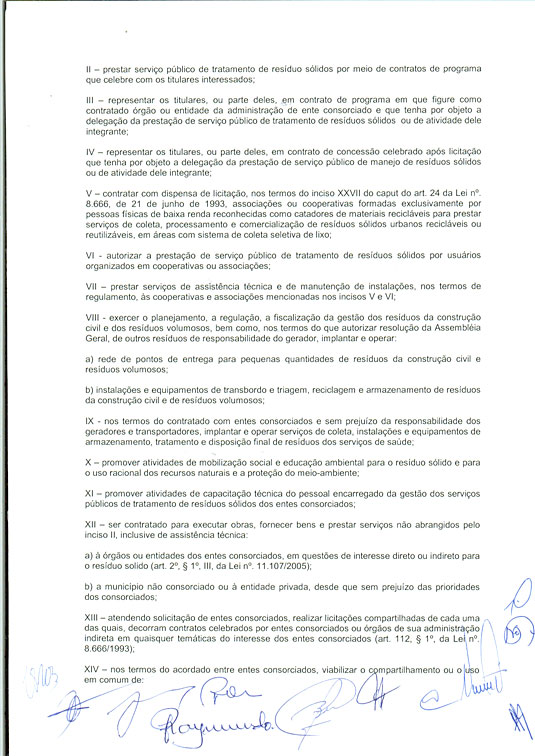 II – prestar serviço público de tratamento de resíduo sólidos por meio de contratos de programa
que celebre com os titulares interessados;
III – representar os titulares, ou parte deles, em contrato de programa em que figure como
contratado órgão ou entidade da administração de ente consorciado e que tenha por objeto a
delegação da prestação de serviço público de tratamento de resíduos sólidos ou de atividade dele
integrante;
IV – representar os titulares, ou parte deles, em contrato de concessão celebrado após licitação
que tenha por objeto a delegação da prestação de serviço público de manejo de resíduos sólidos
ou de atividade dele integrante;
V – contratar com dispensa de licitação, nos termos do inciso XXVII do caput do art. 24 da Lei nº.
8.666, de 21 de junho de 1993, associações ou cooperativas formadas exclusivamente por
pessoas físicas de baixa renda reconhecidas como catadores de materiais recicláveis para prestar
serviços de coleta, processamento e comercialização de resíduos sólidos urbanos recicláveis ou
reutilizáveis, em áreas com sistema de coleta seletiva de lixo;
VI - autorizar a prestação de serviço público de tratamento de resíduos sólidos por usuários
organizados em cooperativas ou associações;
VII – prestar serviços de assistência técnica e de manutenção de instalações, nos termos de
regulamento, às cooperativas e associações mencionadas nos incisos V e VI;
VIII - exercer o planejamento, a regulação, a fiscalização da gestão dos resíduos da construção
civil e dos resíduos volumosos, bem como, nos termos do que autorizar resolução da Assembléia
Geral, de outros resíduos de responsabilidade do gerador, implantar e operar:
a) rede de pontos de entrega para pequenas quantidades de resíduos da construção civil e
resíduos volumosos;
b) instalações e equipamentos de transbordo e triagem, reciclagem e armazenamento de resíduos
da construção civil e de resíduos volumosos;
IX - nos termos do contratado com entes consorciados e sem prejuízo da responsabilidade dos
geradores e transportadores, implantar e operar serviços de coleta, instalações e equipamentos de
armazenamento, tratamento e disposição final de resíduos dos serviços de saúde;
X – promover atividades de mobilização social e educação ambiental para o resíduo sólido e para
o uso racional dos recursos naturais e a proteção do meio-ambiente;
XI – promover atividades de capacitação técnica do pessoal encarregado da gestão dos serviços
públicos de tratamento de resíduos sólidos dos entes consorciados;
XII – ser contratado para executar obras, fornecer bens e prestar serviços não abrangidos pelo
inciso II, inclusive de assistência técnica:
a) à órgãos ou entidades dos entes consorciados, em questões de interesse direto ou indireto para
o resíduo solido (art. 2º, § 1º, III, da Lei nº. 11.107/2005);
b) a município não consorciado ou à entidade privada, desde que sem prejuízo das prioridades
dos consorciados;
XIII – atendendo solicitação de entes consorciados, realizar licitações compartilhadas de cada uma
das quais, decorram contratos celebrados por entes consorciados ou órgãos de sua administração
indireta em quaisquer temáticas do interesse dos entes consorciados (art. 112, § 1º, da Lei nº.
8.666/1993);
XIV – nos termos do acordado entre entes consorciados, viabilizar o compartilhamento ou o uso
em comum de: